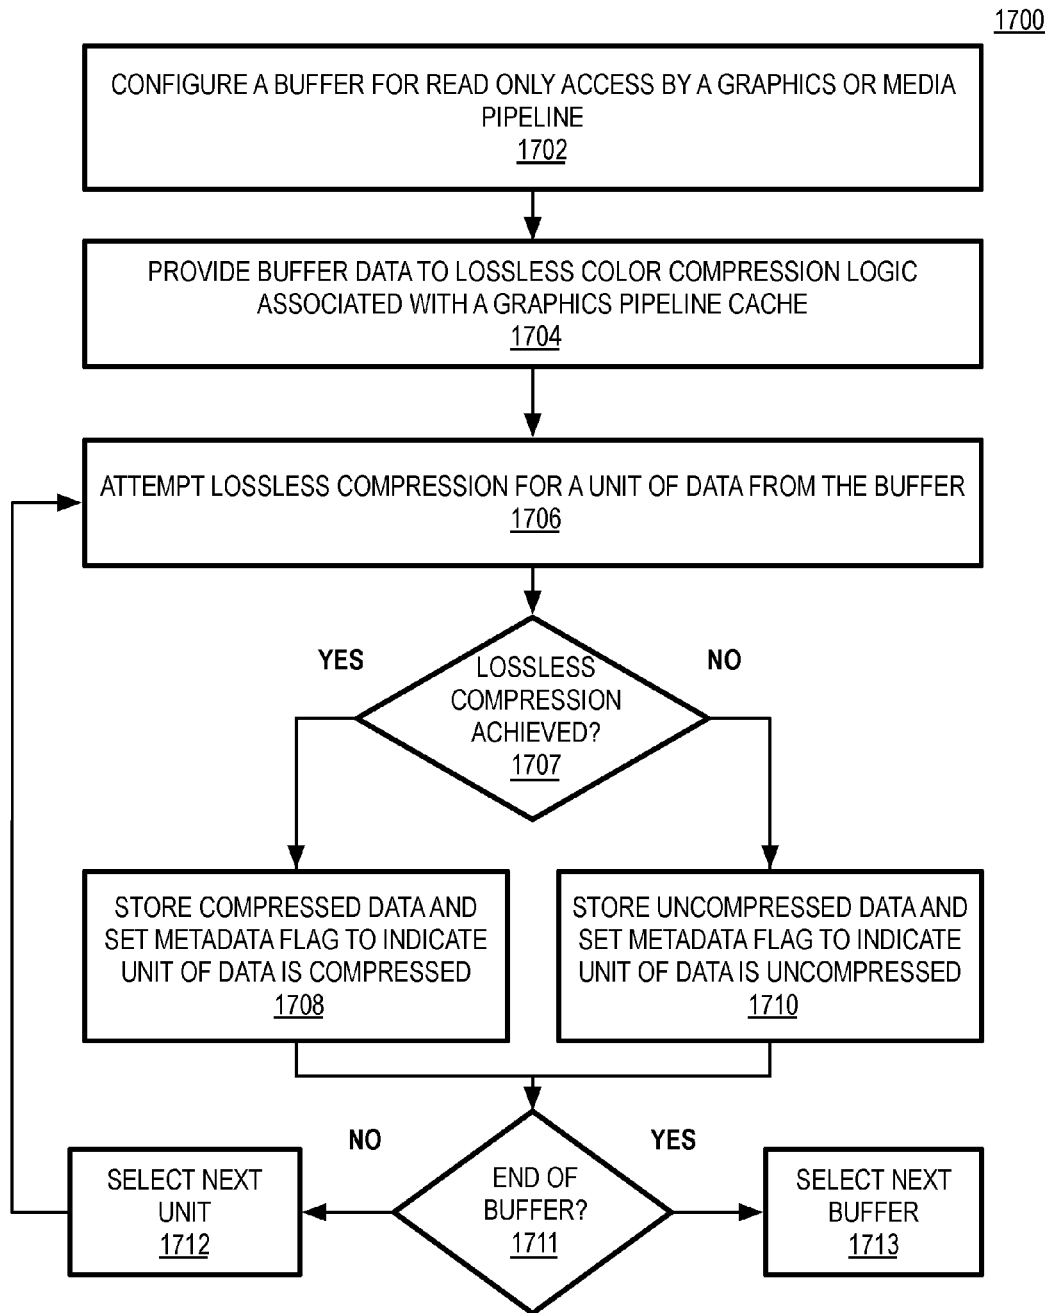 1700
CONFIGURE A BUFFER FOR READ ONLY ACCESS BY A GRAPHICS OR MEDIA
PIPELINE
1702
PROVIDE BUFFER DATA TO LOSSLESS COLOR COMPRESSION LOGIC
ASSOCIATED WITH A GRAPHICS PIPELINE CACHE
1704
ATTEMPT LOSSLESS COMPRESSION FOR A UNIT OF DATA FROM THE BUFFER
1706
YES
NO
LOSSLESS
COMPRESSION
ACHIEVED?
1707
STORE COMPRESSED DATA AND
SET METADATA FLAG TO INDICATE
UNIT OF DATA IS COMPRESSED
1708
STORE UNCOMPRESSED DATA AND
SET METADATA FLAG TO INDICATE
UNIT OF DATA IS UNCOMPRESSED
1710
NO
YES
END OF
BUFFER?
1711
SELECT NEXT
UNIT
1712
SELECT NEXT
BUFFER
1713